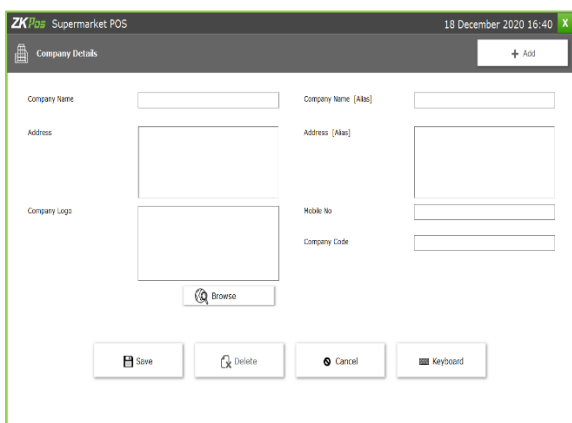 ZKPos Supermarket POS 18 December 2020 16:40 X
Company Details + Add
Company Name Company Name [Alias]
Address Address [Alias]
Company Logo Mobile No
Company Code
Browse
Save Delete Cancel Keyboard